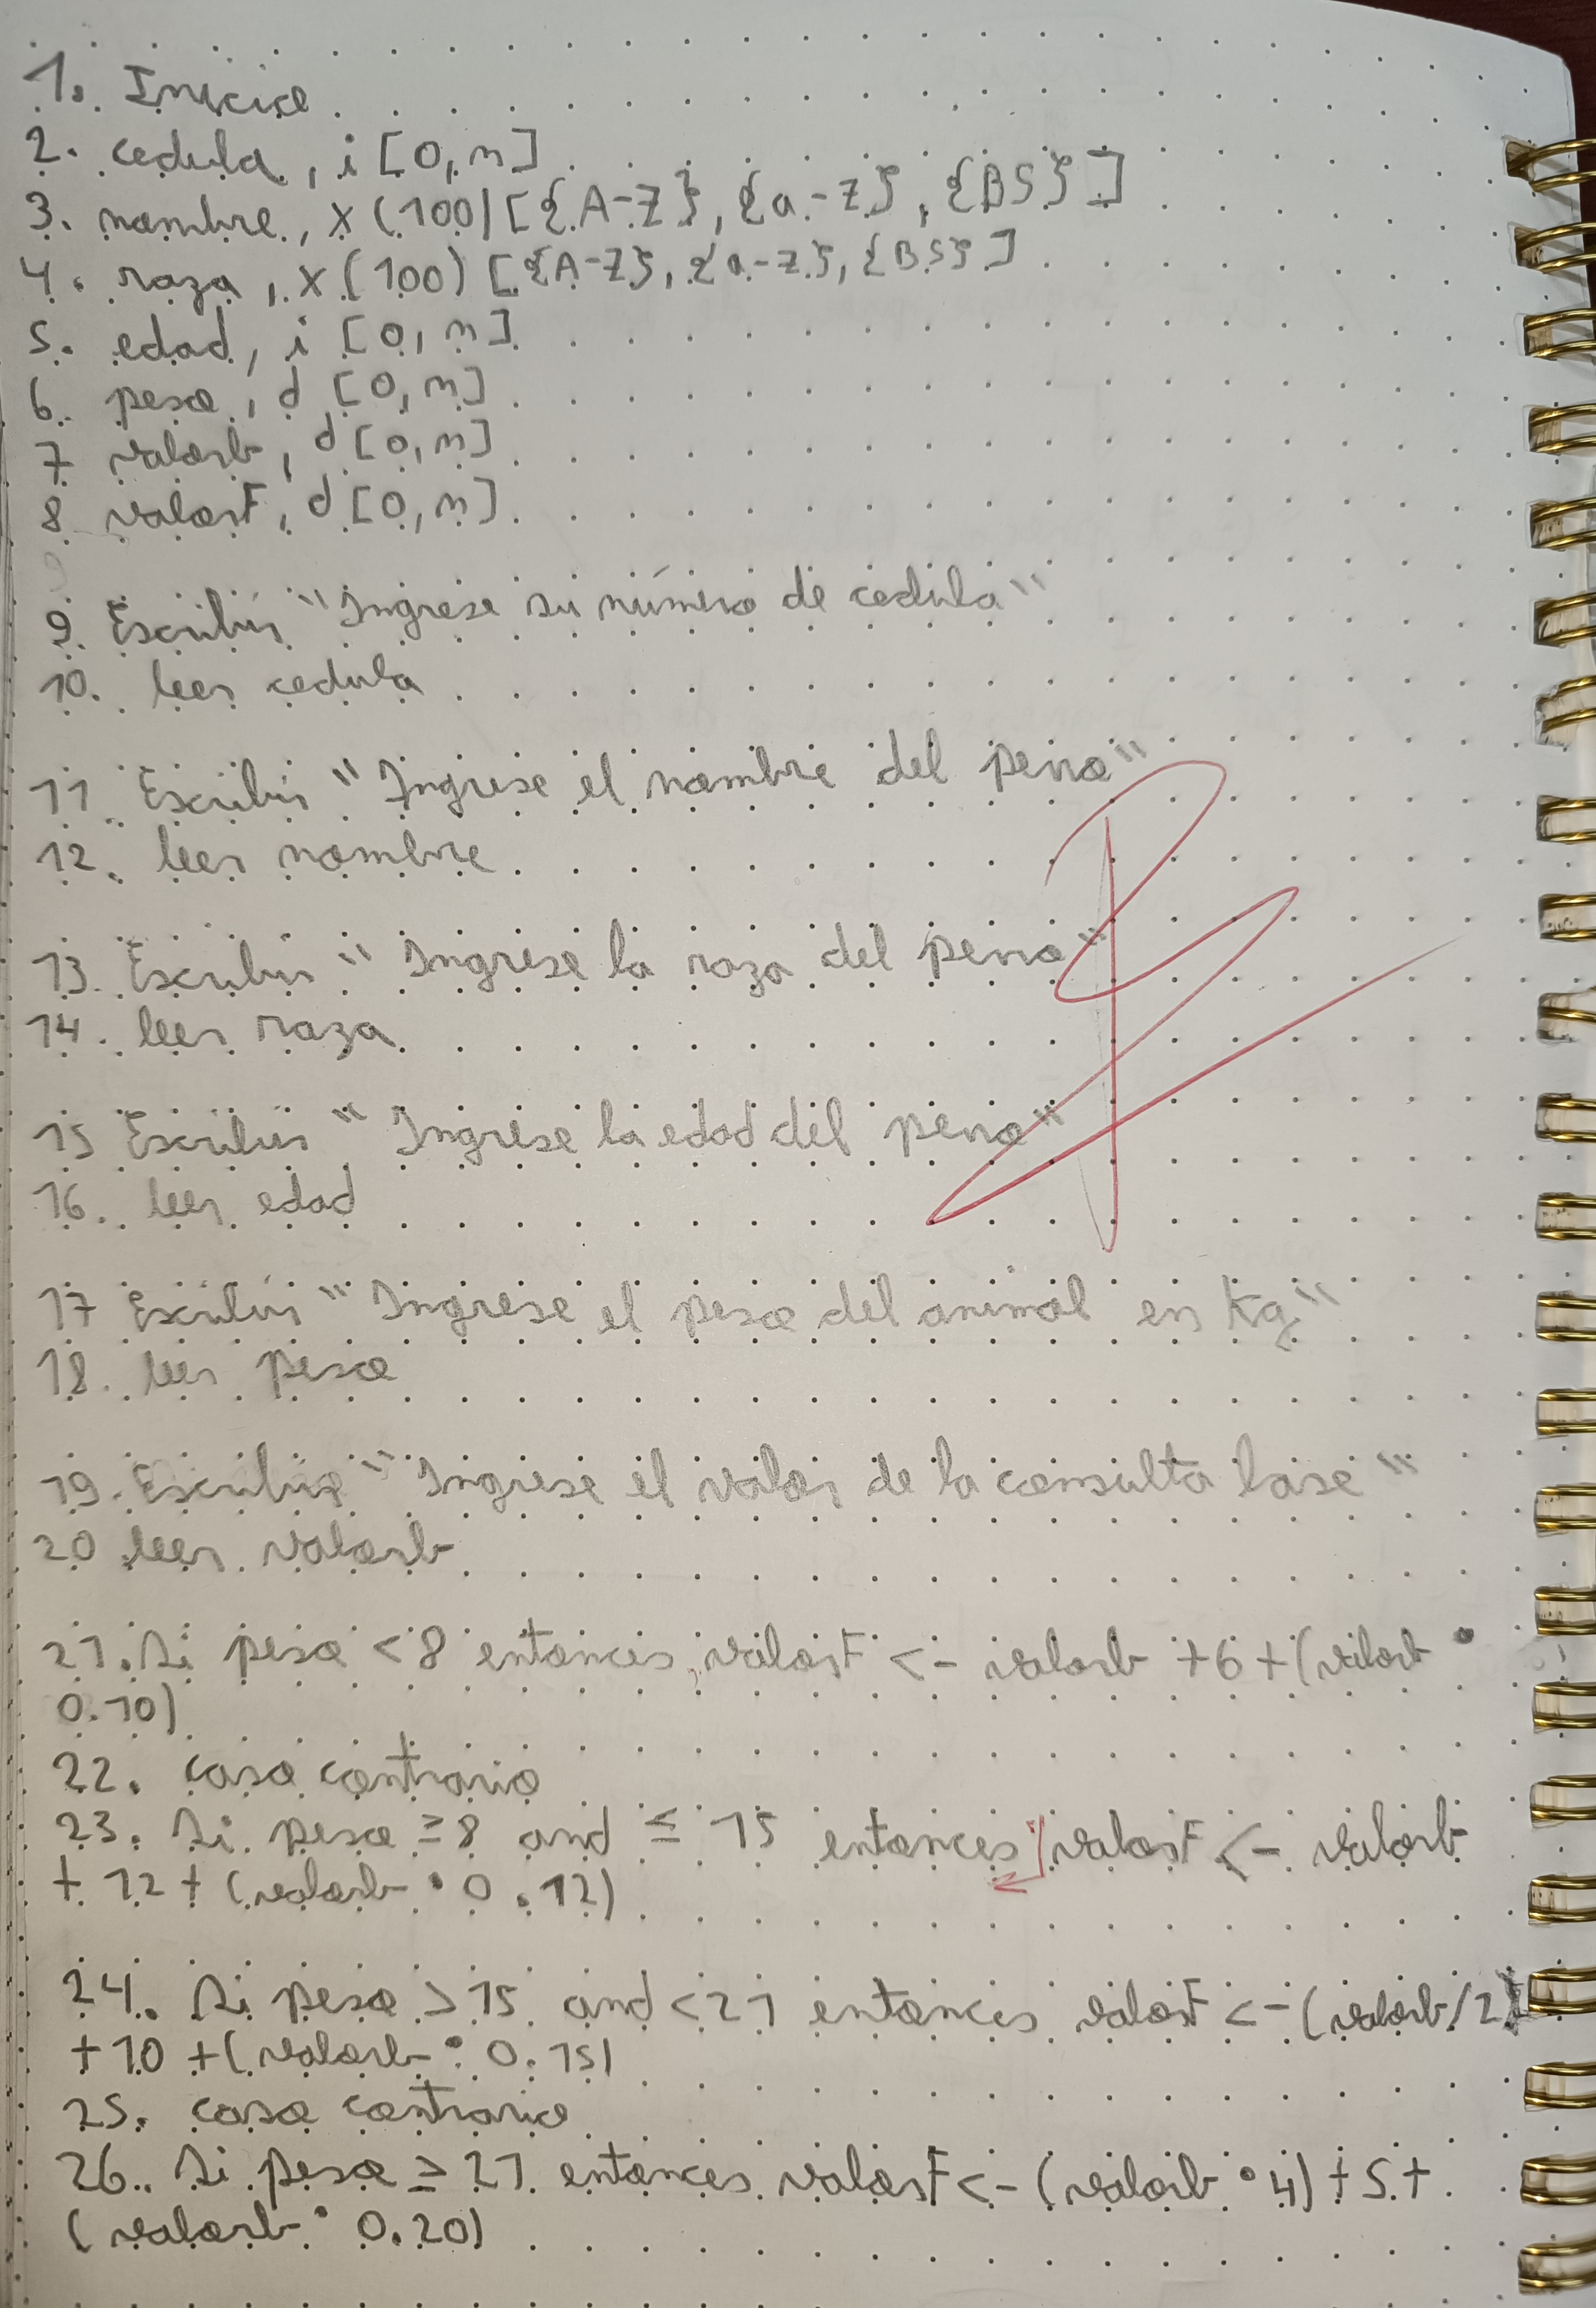 1. Inicio
2. cedula, i [0, n]
3. nombre, x (100) [{A-Z}, {a-z}, {BS}]
4. raza, x (100) [{A-Z}, {a-z}, {BS}]
5. edad, i [0, n]
6. peso, d [0, n]
7 valorb, d [0, n]
8 valorF, d [0, n]
9. Escribir "Ingrese su número de cedula"
10. leer cedula
11. Escribir "Ingrese el nombre del perro"
12. leer nombre
13. Escribir "Ingrese la raza del perro"
14. leer raza
15 Escribir "Ingrese la edad del perro"
16. leer edad
17 Escribir "Ingrese el peso del animal en kg"
18. leer peso
19. Escribir "Ingrese el valor de la consulta base"
20 leer valorb
21. Si peso < 8 entonces, valorF <- valorb + 6 + (valorb •
0.10)
22. caso contrario
23. Si peso ≥ 8 and ≤ 15 entonces valorF <- valorb
+ 12 + (valorb • 0.12)
24. Si peso > 15 and < 21 entonces valorF <- (valorb/2)
+ 10 + (valorb • 0.15)
25. caso contrario
26. Si peso ≥ 21 entonces valorF <- (valorb • 4) + 5 +
(valorb • 0.20)